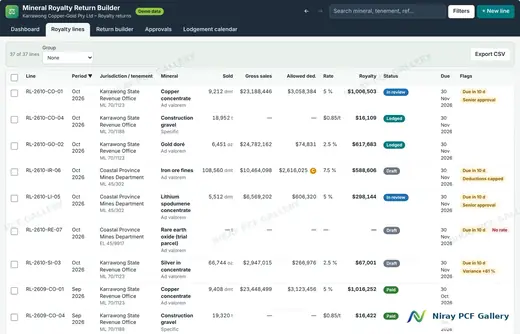 Mineral Royalty Return Builder
Demo data
Karrawong Copper-Gold Pty Ltd • Royalty returns
Search mineral, tenement, ref...
Filters
+ New line
Dashboard
Royalty lines
Return builder
Approvals
Lodgement calendar
37 of 37 lines
Group
None
Export CSV
Line Period ▼ Jurisdiction / tenement Mineral Sold Gross sales Allowable ded. Rate Royalty Status Due Flags
RL-2610-CO-01 Oct 2026 Karrawong State Revenue Office ML 70/1123 Copper concentrate Ad valorem 9,212 dmt $23,188,446 $3,058,384 5 % $1,006,503 In review 30 Nov 2026 Due in 10 d Senior approval
RL-2610-CO-04 Oct 2026 Karrawong State Revenue Office ML 70/1188 Construction gravel Specific 18,952 t — — $0.85/t $16,109 Lodged 30 Nov 2026
RL-2610-GO-02 Oct 2026 Karrawong State Revenue Office ML 70/1123 Gold doré Ad valorem 6,451 oz $24,782,162 $74,831 2.5 % $617,683 Lodged 30 Nov 2026
RL-2610-IR-06 Oct 2026 Coastal Province Mines Department ML 45/302 Iron ore fines Ad valorem 108,560 dmt $10,464,098 $2,616,025 C 7.5 % $588,606 Draft 30 Nov 2026 Due in 10 d Deductions capped
RL-2610-LI-05 Oct 2026 Coastal Province Mines Department ML 45/302 Lithium spodumene concentrate Ad valorem 5,512 dmt $6,569,202 $606,320 5 % $298,144 In review 30 Nov 2026 Due in 10 d Senior approval
RL-2610-RE-07 Oct 2026 Coastal Province Mines Department EL 45/9917 Rare earth oxide (trial parcel) Ad valorem — t — — — — Draft 30 Nov 2026 Due in 10 d No rate
RL-2610-SI-03 Oct 2026 Karrawong State Revenue Office ML 70/1123 Silver in concentrate Ad valorem 66,744 oz $2,947,015 $266,976 2.5 % $67,001 Draft 30 Nov 2026 Due in 10 d Variance +81 %
RL-2609-CO-01 Sep 2026 Karrawong State Revenue Office ML 70/1123 Copper concentrate Ad valorem 9,408 dmt $23,448,499 $3,123,456 5 % $1,016,252 Paid 30 Oct 2026
RL-2609-CO-04 Sep Karrawong State Construction gravel 19,320 t — — $0.85/t $16,422 Paid 30
Niray PCF Gallery